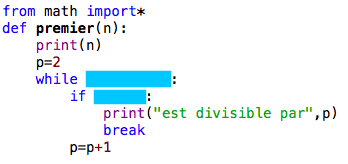 from math import*
def premier(n):
    print(n)
    p=2
    while :
        if :
            print("est divisible par",p)
            break
        p=p+1